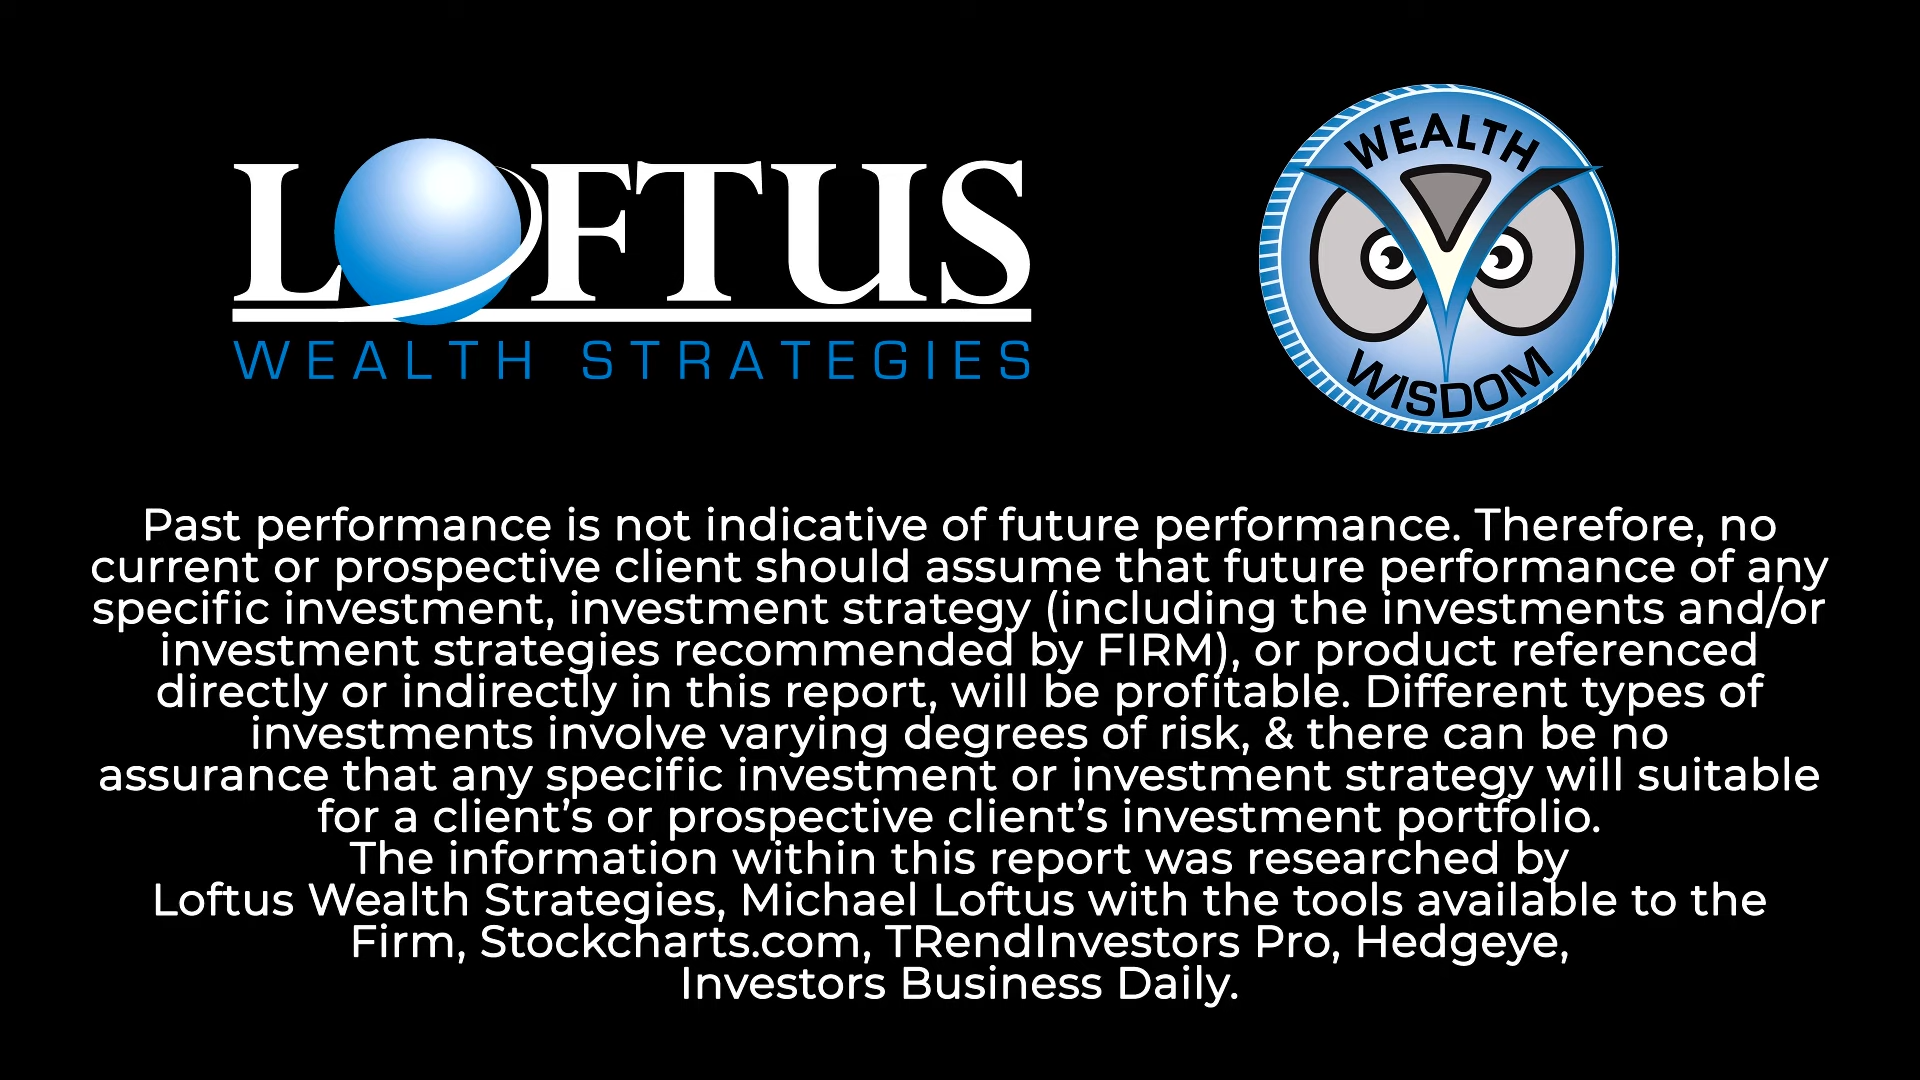 LOFTUS
WEALTH STRATEGIES
WEALTH
WISDOM
Past performance is not indicative of future performance. Therefore, no
current or prospective client should assume that future performance of any
specific investment, investment strategy (including the investments and/or
investment strategies recommended by FIRM), or product referenced
directly or indirectly in this report, will be profitable. Different types of
investments involve varying degrees of risk, & there can be no
assurance that any specific investment or investment strategy will suitable
for a client’s or prospective client’s investment portfolio.
The information within this report was researched by
Loftus Wealth Strategies, Michael Loftus with the tools available to the
Firm, Stockcharts.com, TRendInvestors Pro, Hedgeye,
Investors Business Daily.